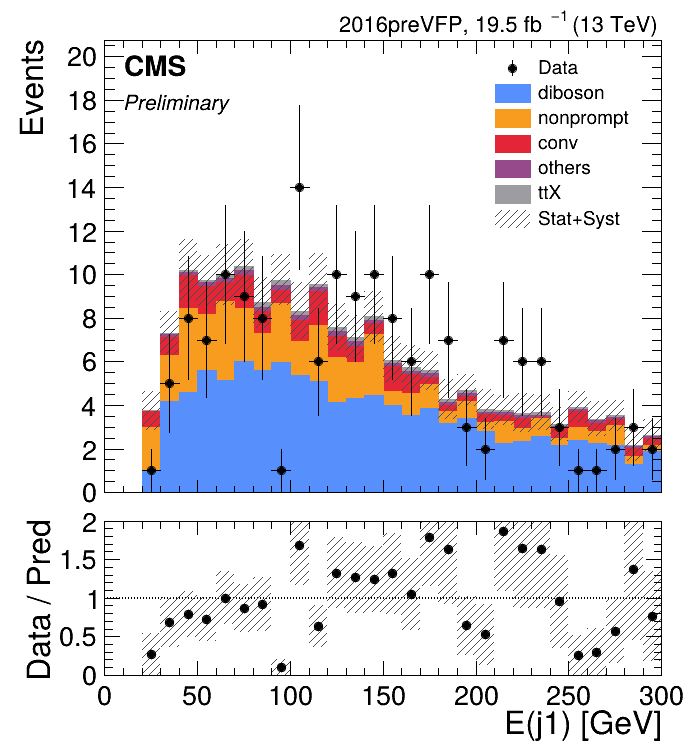 2016preVFP, 19.5 fb⁻¹ (13 TeV)
CMS
Preliminary
Data
diboson
nonprompt
conv
others
ttX
Stat+Syst
Events
20
18
16
14
12
10
8
6
4
2
0
Data / Pred
2
1.5
1
0.5
0
0 50 100 150 200 250 300
E(j1) [GeV]